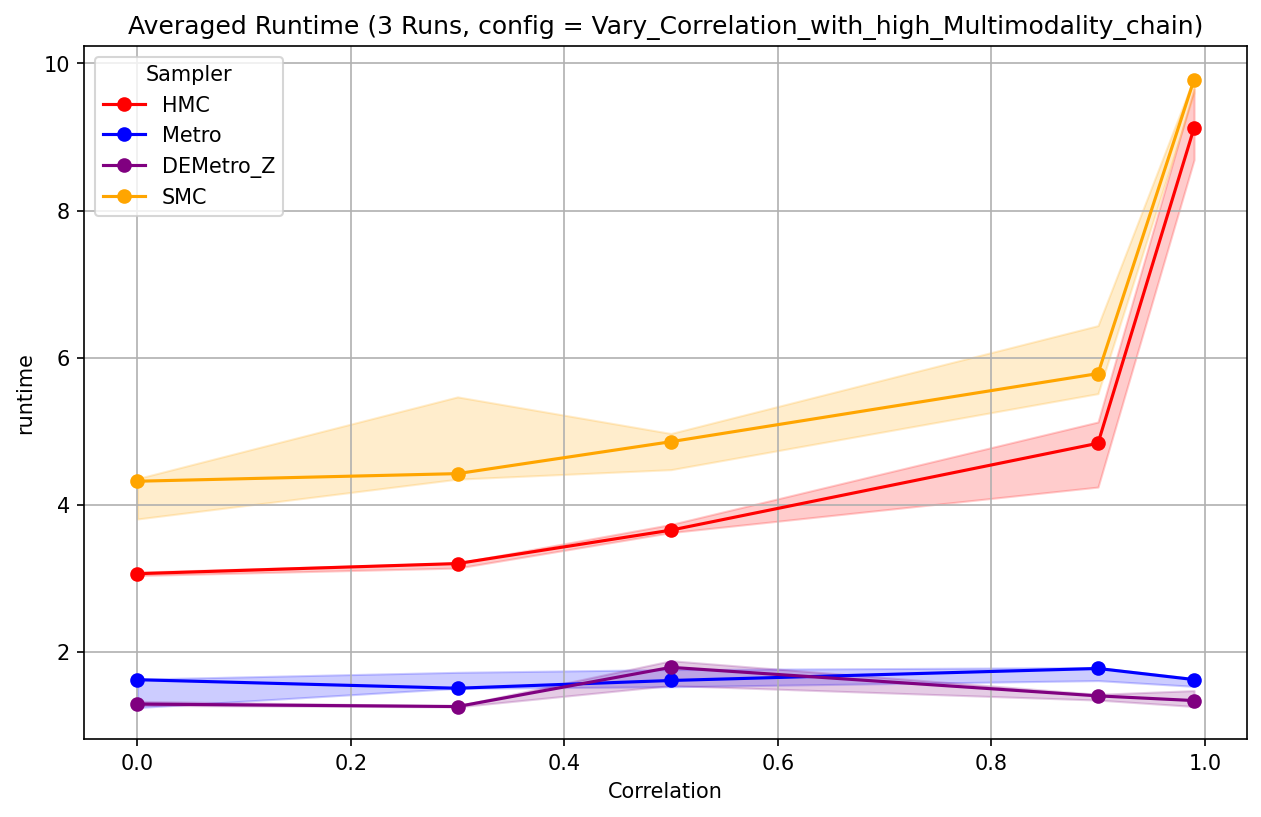 Averaged Runtime (3 Runs, config = Vary_Correlation_with_high_Multimodality_chain)
10
8
6
4
2
runtime
Sampler
HMC
Metro
DEMetro_Z
SMC
0.0 0.2 0.4 0.6 0.8 1.0
Correlation